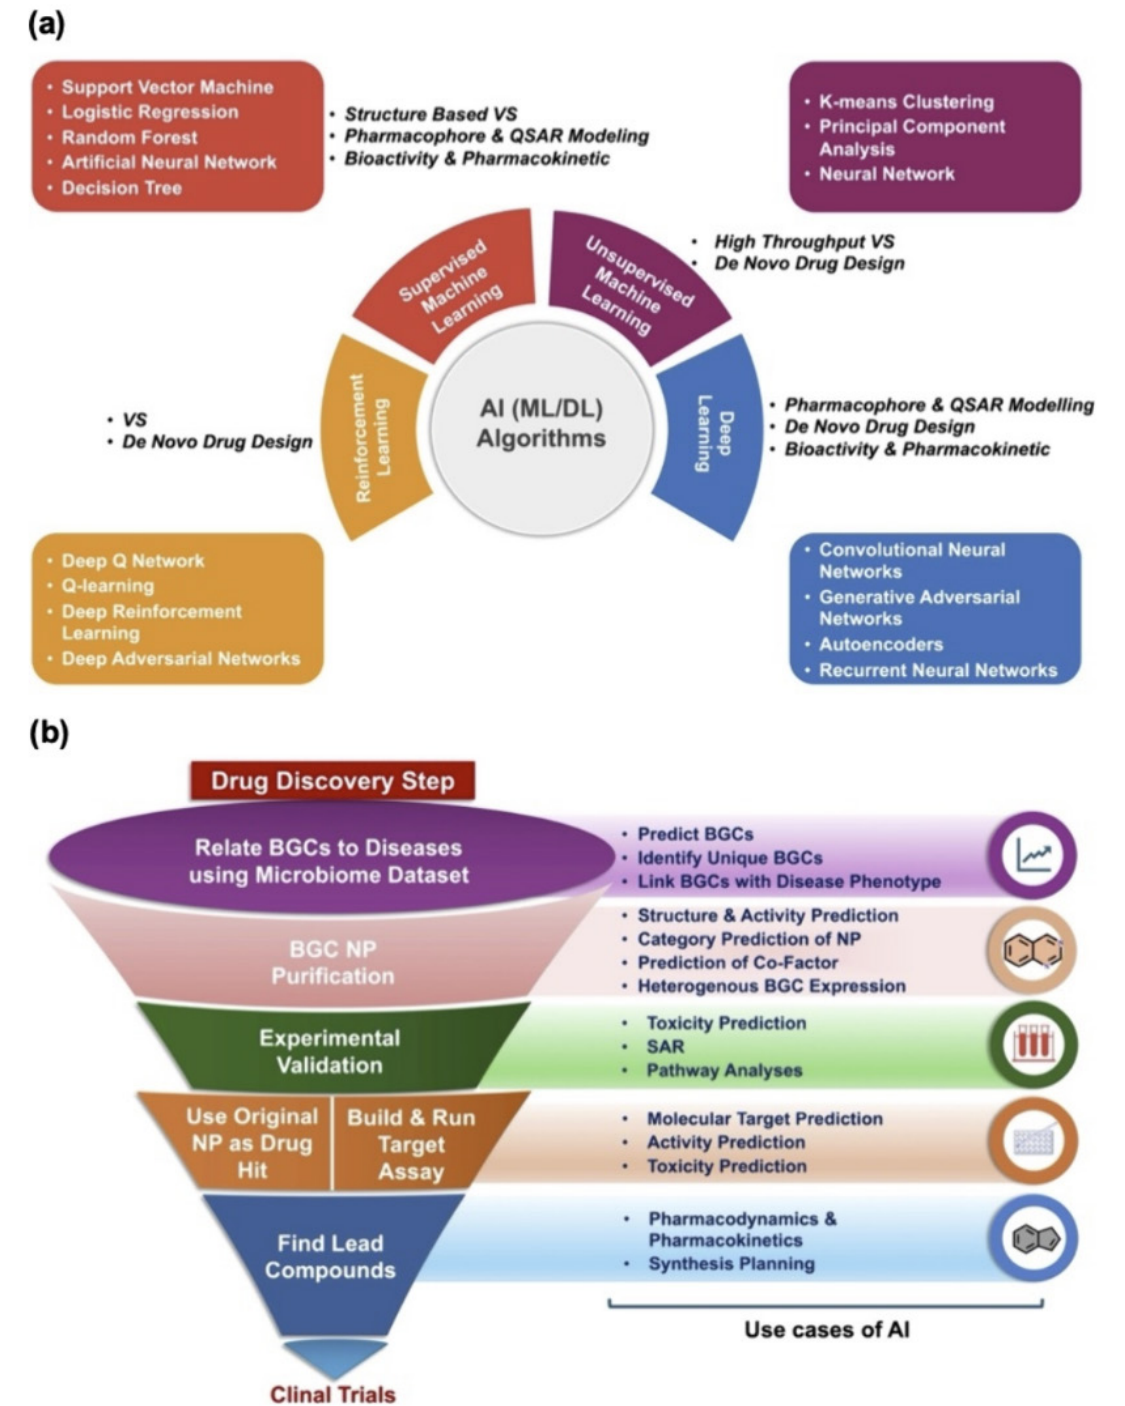 (a)
• Support Vector Machine
• Logistic Regression
• Random Forest
• Artificial Neural Network
• Decision Tree
• Structure Based VS
• Pharmacophore & QSAR Modeling
• Bioactivity & Pharmacokinetic
• K-means Clustering
• Principal Component
Analysis
• Neural Network
Supervised
Machine
Learning
Unsupervised
Machine
Learning
• High Throughput VS
• De Novo Drug Design
Reinforcement
Learning
AI (ML/DL)
Algorithms
Deep
Learning
• VS
• De Novo Drug Design
• Pharmacophore & QSAR Modelling
• De Novo Drug Design
• Bioactivity & Pharmacokinetic
• Deep Q Network
• Q-learning
• Deep Reinforcement
Learning
• Deep Adversarial Networks
• Convolutional Neural
Networks
• Generative Adversarial
Networks
• Autoencoders
• Recurrent Neural Networks
(b)
Drug Discovery Step
Relate BGCs to Diseases
using Microbiome Dataset
• Predict BGCs
• Identify Unique BGCs
• Link BGCs with Disease Phenotype
BGC NP
Purification
• Structure & Activity Prediction
• Category Prediction of NP
• Prediction of Co-Factor
• Heterogenous BGC Expression
Experimental
Validation
• Toxicity Prediction
• SAR
• Pathway Analyses
Use Original
NP as Drug
Hit
Build & Run
Target
Assay
• Molecular Target Prediction
• Activity Prediction
• Toxicity Prediction
Find Lead
Compounds
• Pharmacodynamics &
Pharmacokinetics
• Synthesis Planning
Use cases of AI
Clinal Trials